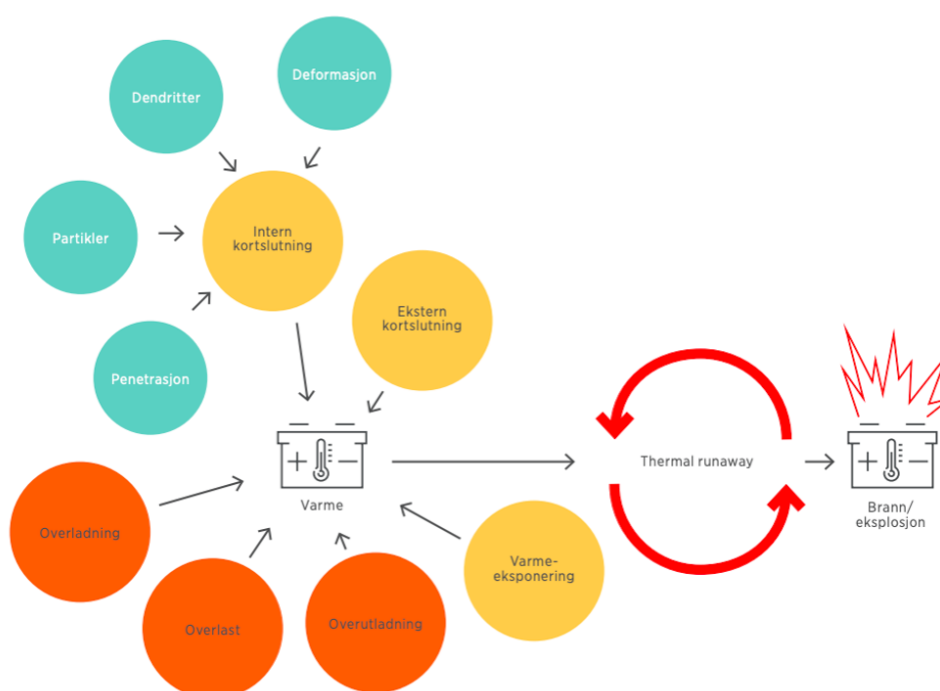 Deformasjon
Dendritter
Intern
kortslutning
Partikler
Ekstern
kortslutning
Penetrasjon
Thermal runaway
Varme
Brann/
eksplosjon
Overladning
Varme-
eksponering
Overlast
Overutladning